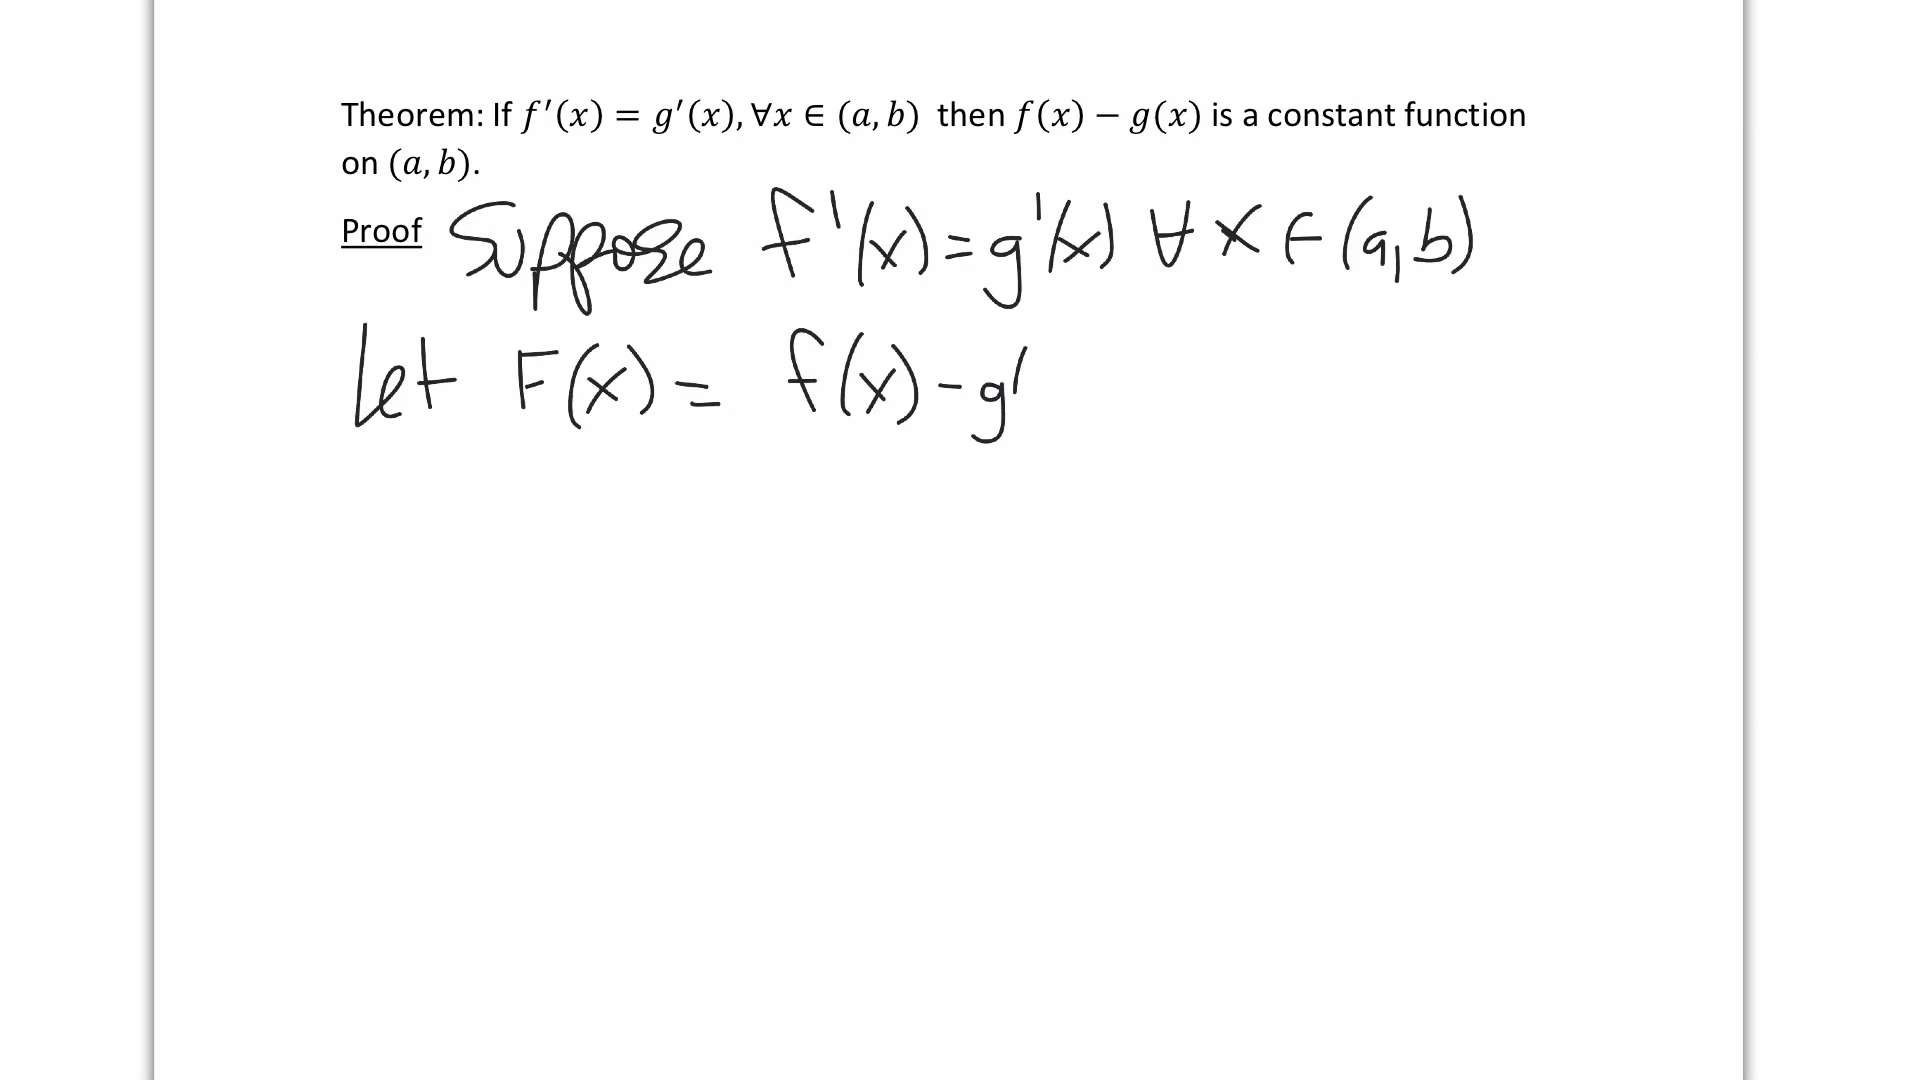 Theorem: If f′(x) = g′(x), ∀x ∈ (a, b) then f(x) − g(x) is a constant function
on (a, b).
Proof Suppose f'(x) = g'(x) ∀ x ∈ (a, b)
Let F(x) = f(x) - g(